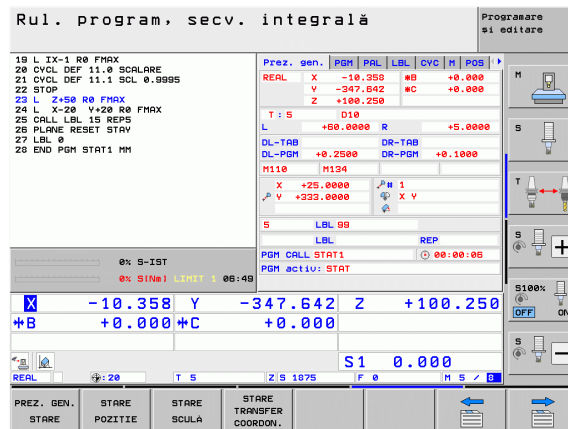 Rul. program, secv. integrală
Programare
și editare
19 L IX-1 R0 FMAX
20 CYCL DEF 11.0 SCALARE
21 CYCL DEF 11.1 SCL 0.9995
22 STOP
23 L Z+50 R0 FMAX
24 L X-20 Y+20 R0 FMAX
25 CALL LBL 15 REP5
26 PLANE RESET STAY
27 LBL 0
28 END PGM STAT1 MM
0% S-IST
0% S[Nm] LIMIT 1 06:49
Prez. gen. PGM PAL LBL CYC M POS
REAL X -10.358 *B +0.000
Y -347.642 *C +0.000
Z +100.250
T : 5 D10
L +60.0000 R +5.0000
DL-TAB DR-TAB
DL-PGM +0.2500 DR-PGM +0.1000
M110 M134
X +25.0000 # 1
Y +333.0000 X Y
5 LBL 99
LBL REP
PGM CALL STAT1 00:00:06
PGM activ: STAT
X -10.358 Y -347.642 Z +100.250
*B +0.000 *C +0.000
S1 0.000
REAL : 20 T 5 Z S 1875 F 0 M 5 / 8
M
S
T
S
S100%
OFF ON
S
PREZ. GEN.
STARE
STARE
POZIȚIE
STARE
SCULĂ
STARE
TRANSFER
COORDON.